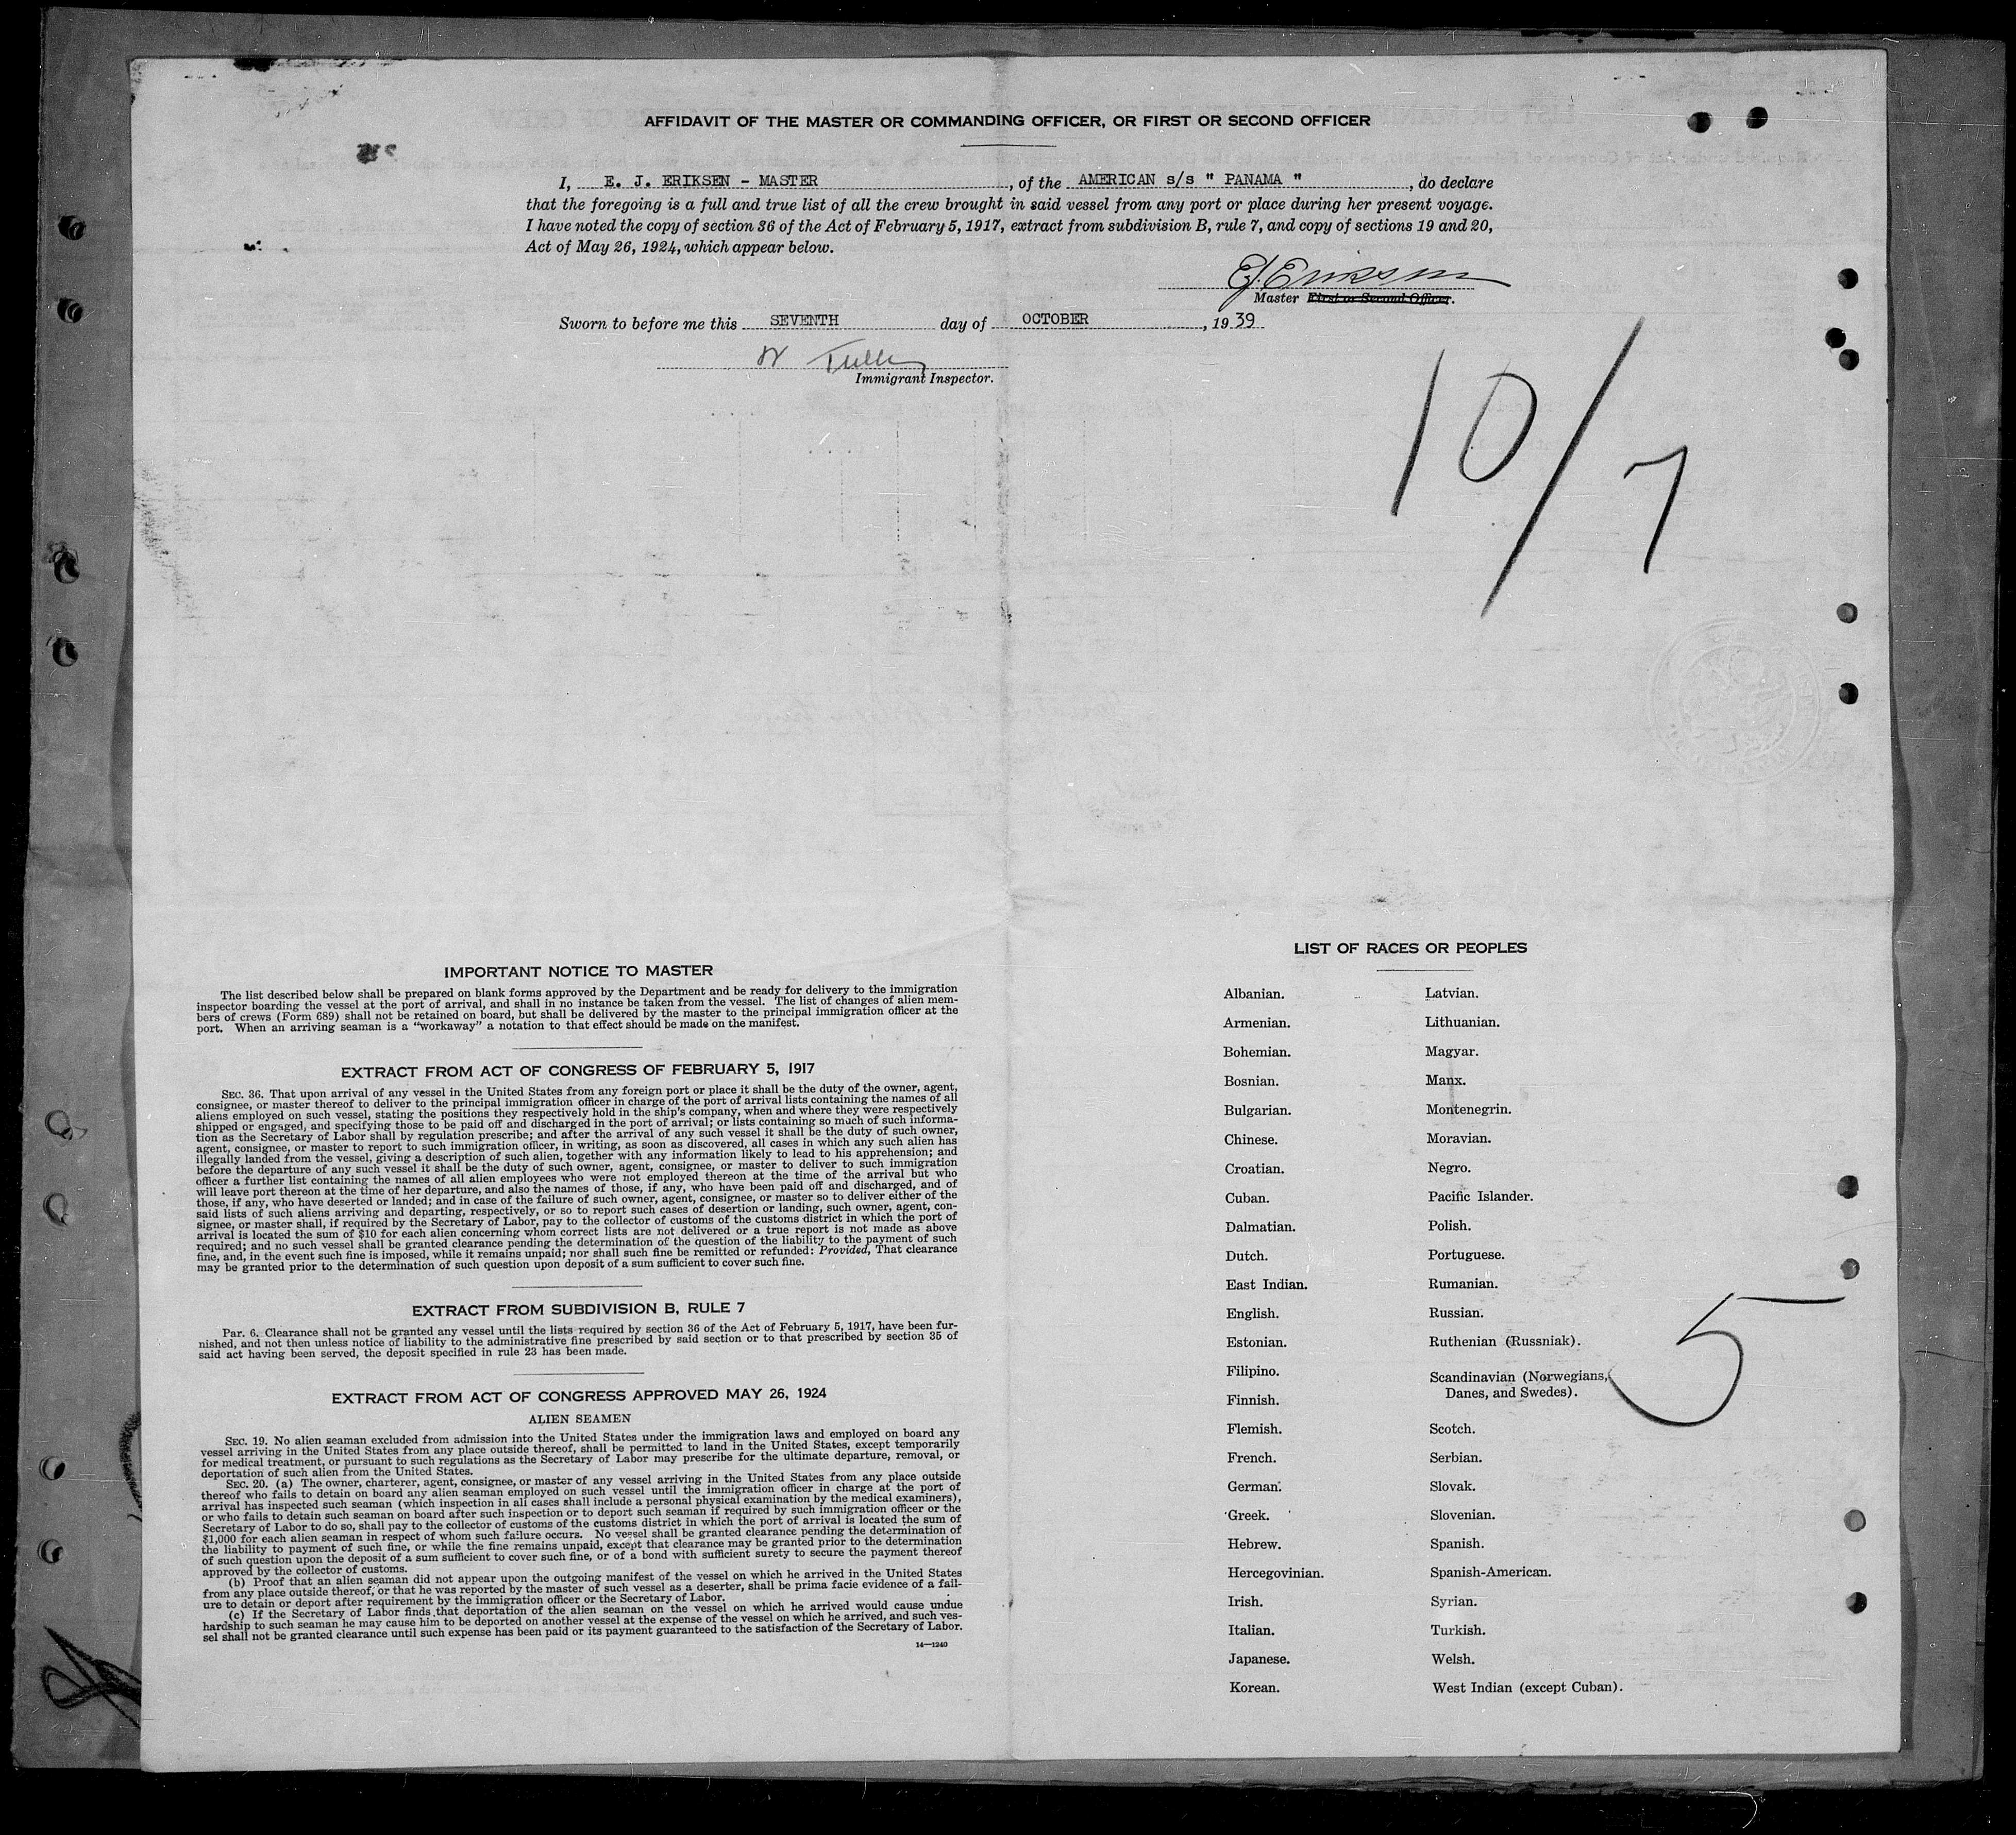 AFFIDAVIT OF THE MASTER OR COMMANDING OFFICER, OR FIRST OR SECOND OFFICER
I, E. J. ERIKSEN - MASTER, of the AMERICAN s/s " PANAMA ", do declare
that the foregoing is a full and true list of all the crew brought in said vessel from any port or place during her present voyage.
I have noted the copy of section 36 of the Act of February 5, 1917, extract from subdivision B, rule 7, and copy of sections 19 and 20,
Act of May 26, 1924, which appear below.
E J Eriksen
Master First or Second Officer.
Sworn to before me this SEVENTH day of OCTOBER, 1939
Immigrant Inspector.
10/7
IMPORTANT NOTICE TO MASTER
The list described below shall be prepared on blank forms approved by the Department and be ready for delivery to the immigration
inspector boarding the vessel at the port of arrival, and shall in no instance be taken from the vessel. The list of changes of alien mem-
bers of crews (Form 689) shall not be retained on board, but shall be delivered by the master to the principal immigration officer at the
port. When an arriving seaman is a "workaway" a notation to that effect should be made on the manifest.
EXTRACT FROM ACT OF CONGRESS OF FEBRUARY 5, 1917
SEC. 36. That upon arrival of any vessel in the United States from any foreign port or place it shall be the duty of the owner, agent,
consignee, or master thereof to deliver to the principal immigration officer in charge of the port of arrival lists containing the names of all
aliens employed on such vessel, stating the positions they respectively hold in the ship's company, when and where they were respectively
shipped or engaged, and specifying those to be paid off and discharged in the port of arrival; or lists containing so much of such informa-
tion as the Secretary of Labor shall by regulation prescribe; and after the arrival of any such vessel it shall be the duty of such owner,
agent, consignee, or master to report to such immigration officer, in writing, as soon as discovered, all cases in which any such alien has
illegally landed from the vessel, giving a description of such alien, together with any information likely to lead to his apprehension; and
before the departure of any such vessel it shall be the duty of such owner, agent, consignee, or master to deliver to such immigration
officer a further list containing the names of all alien employees who were not employed thereon at the time of the arrival but who
will leave port thereon at the time of her departure, and also the names of those, if any, who have been paid off and discharged, and of
those, if any, who have deserted or landed; and in case of the failure of such owner, agent, consignee, or master so to deliver either of the
said lists of such aliens arriving and departing, respectively, or so to report such cases of desertion or landing, such owner, agent, con-
signee, or master shall, if required by the Secretary of Labor, pay to the collector of customs of the customs district in which the port of
arrival is located the sum of $10 for each alien concerning whom correct lists are not delivered or a true report is not made as above
required; and no such vessel shall be granted clearance pending the determination of the question of the liability to the payment of such
fine, and, in the event such fine is imposed, while it remains unpaid; nor shall such fine be remitted or refunded: Provided, That clearance
may be granted prior to the determination of such question upon deposit of a sum sufficient to cover such fine.
EXTRACT FROM SUBDIVISION B, RULE 7
Par. 6. Clearance shall not be granted any vessel until the lists required by section 36 of the Act of February 5, 1917, have been fur-
nished, and not then unless notice of liability to the administrative fine prescribed by said section or to that prescribed by section 35 of
said act having been served, the deposit specified in rule 23 has been made.
EXTRACT FROM ACT OF CONGRESS APPROVED MAY 26, 1924
ALIEN SEAMEN
SEC. 19. No alien seaman excluded from admission into the United States under the immigration laws and employed on board any
vessel arriving in the United States from any place outside thereof, shall be permitted to land in the United States, except temporarily
for medical treatment, or pursuant to such regulations as the Secretary of Labor may prescribe for the ultimate departure, removal, or
deportation of such alien from the United States.
SEC. 20. (a) The owner, charterer, agent, consignee, or master of any vessel arriving in the United States from any place outside
thereof who fails to detain on board any alien seaman employed on such vessel until the immigration officer in charge at the port of
arrival has inspected such seaman (which inspection in all cases shall include a personal physical examination by the medical examiners),
or who fails to detain such seaman on board after such inspection or to deport such seaman if required by such immigration officer or the
Secretary of Labor to do so, shall pay to the collector of customs of the customs district in which the port of arrival is located the sum of
$1,000 for each alien seaman in respect of whom such failure occurs. No vessel shall be granted clearance pending the determination of
the liability to payment of such fine, or while the fine remains unpaid, except that clearance may be granted prior to the determination
of such question upon the deposit of a sum sufficient to cover such fine, or of a bond with sufficient surety to secure the payment thereof
approved by the collector of customs.
(b) Proof that an alien seaman did not appear upon the outgoing manifest of the vessel on which he arrived in the United States
from any place outside thereof, or that he was reported by the master of such vessel as a deserter, shall be prima facie evidence of a fail-
ure to detain or deport after requirement by the immigration officer or the Secretary of Labor.
(c) If the Secretary of Labor finds that deportation of the alien seaman on the vessel on which he arrived would cause undue
hardship to such seaman he may cause him to be deported on another vessel at the expense of the vessel on which he arrived, and such ves-
sel shall not be granted clearance until such expense has been paid or its payment guaranteed to the satisfaction of the Secretary of Labor.
14—1240
LIST OF RACES OR PEOPLES
Albanian.
Armenian.
Bohemian.
Bosnian.
Bulgarian.
Chinese.
Croatian.
Cuban.
Dalmatian.
Dutch.
East Indian.
English.
Estonian.
Filipino.
Finnish.
Flemish.
French.
German.
Greek.
Hebrew.
Hercegovinian.
Irish.
Italian.
Japanese.
Korean.
Latvian.
Lithuanian.
Magyar.
Manx.
Montenegrin.
Moravian.
Negro.
Pacific Islander.
Polish.
Portuguese.
Rumanian.
Russian.
Ruthenian (Russniak).
Scandinavian (Norwegians,
Danes, and Swedes).
Scotch.
Serbian.
Slovak.
Slovenian.
Spanish.
Spanish-American.
Syrian.
Turkish.
Welsh.
West Indian (except Cuban).
5